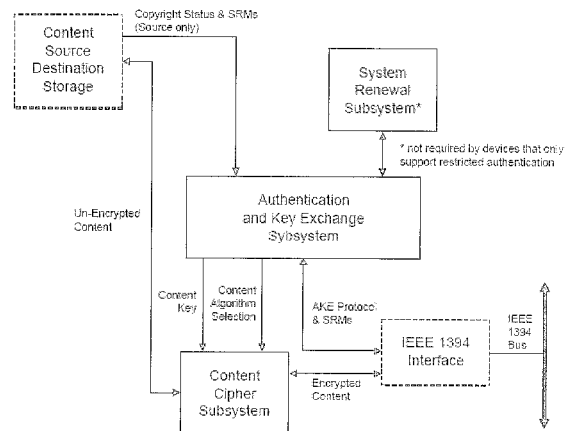 Copyright Status & SRMs
(Source only)
Content
Source
Destination
Storage
System
Renewal
Subsystem*
* not required by devices that only
support restricted authentication
Authentication
and Key Exchange
Subsystem
Un-Encrypted
Content
Content
Key
Content
Algorithm
Selection
AKE Protocol
& SRMs
IEEE 1394
Interface
IEEE
1394
Bus
Content
Cipher
Subsystem
Encrypted
Content